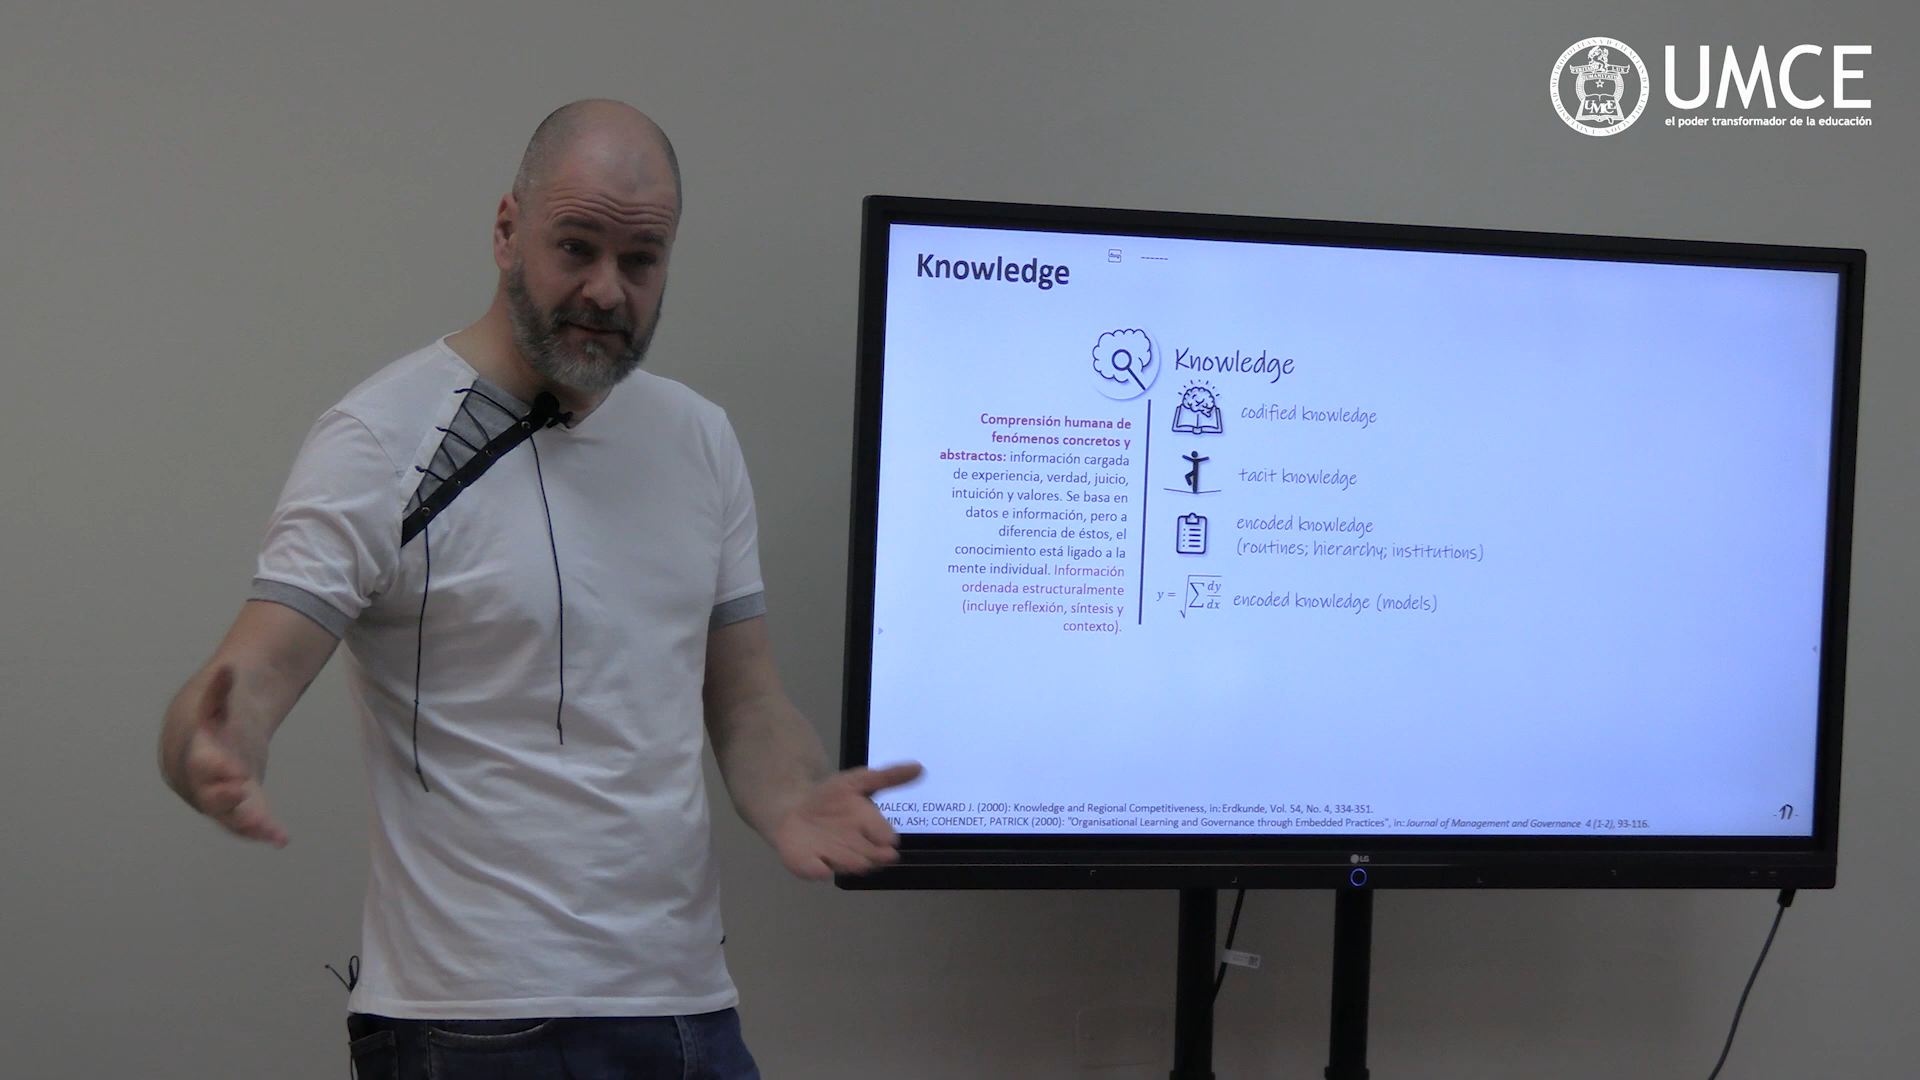 UMCE
el poder transformador de la educación
Knowledge
Knowledge
codified knowledge
tacit knowledge
encoded knowledge
(routines; hierarchy; institutions)
y = √∑ dy/dx
encoded knowledge (models)
Comprensión humana de
fenómenos concretos y
abstractos: información cargada
de experiencia, verdad, juicio,
intuición y valores. Se basa en
datos e información, pero a
diferencia de éstos, el
conocimiento está ligado a la
mente individual. Información
ordenada estructuralmente
(incluye reflexión, síntesis y
contexto).
MALECKI, EDWARD J. (2000): Knowledge and Regional Competitiveness, in: Erdkunde, Vol. 54, No. 4, 334-351.
MIN, ASH; COHENDET, PATRICK (2000): "Organisational Learning and Governance through Embedded Practices", in: Journal of Management and Governance 4 (1-2), 93-116.
- 17 -
LG